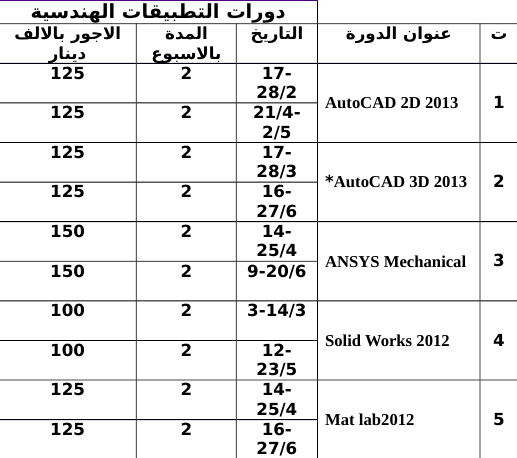 دورات التطبيقات الهندسية
ت عنوان الدورة التاريخ المدة بالاسبوع الاجور بالالف دينار
1 AutoCAD 2D 2013 17-28/2 2 125
21/4-2/5 2 125
2 *AutoCAD 3D 2013 17-28/3 2 125
16-27/6 2 125
3 ANSYS Mechanical 14-25/4 2 150
9-20/6 2 150
4 Solid Works 2012 3-14/3 2 100
12-23/5 2 100
5 Mat lab2012 14-25/4 2 125
16-27/6 2 125